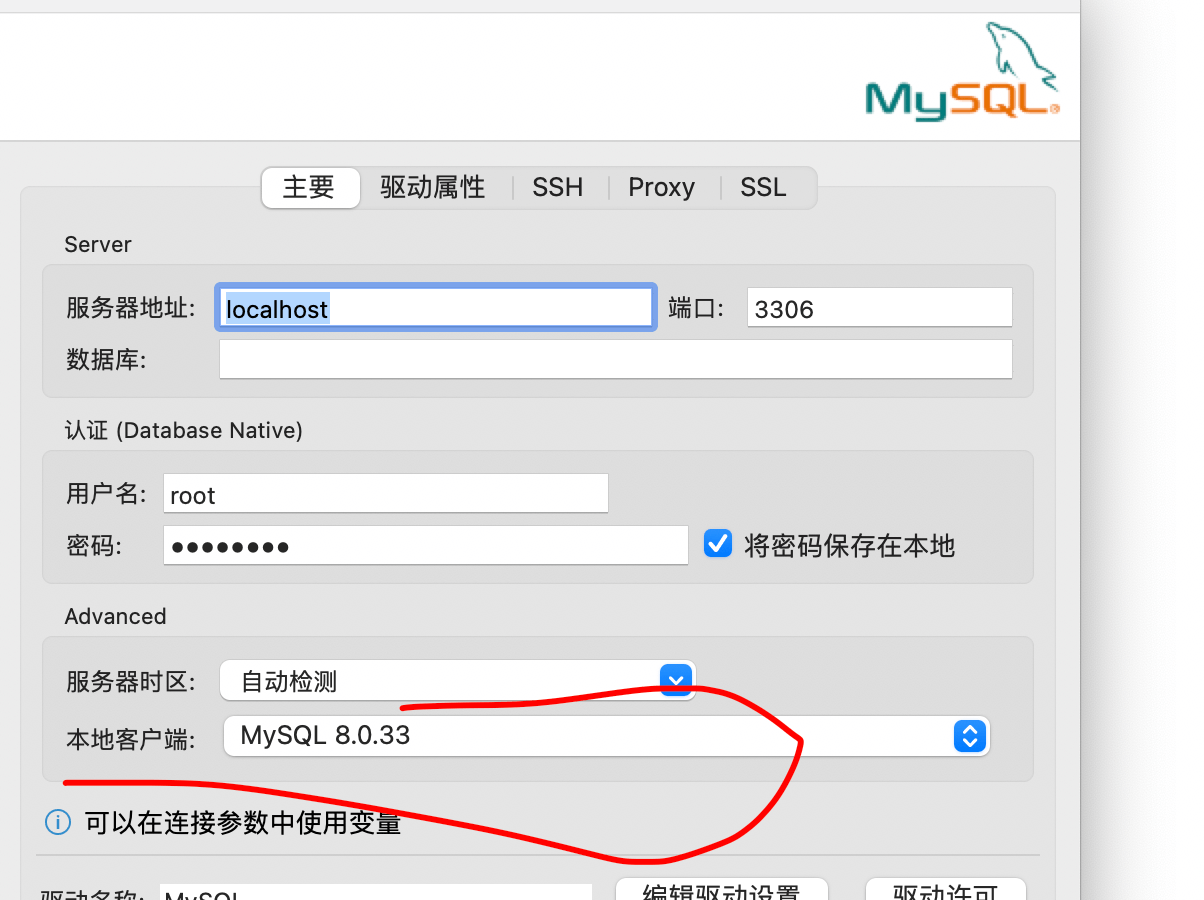 MySQL®
主要 驱动属性 SSH Proxy SSL
Server
服务器地址: localhost 端口: 3306
数据库:
认证 (Database Native)
用户名: root
密码: ●●●●●●●● 将密码保存在本地
Advanced
服务器时区: 自动检测
本地客户端: MySQL 8.0.33
可以在连接参数中使用变量
驱动名称: MySQL 编辑驱动设置 驱动许可